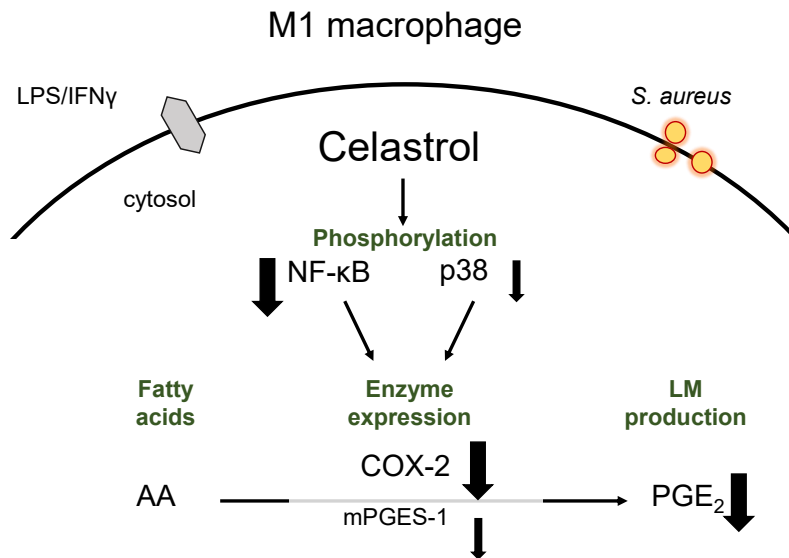 M1 macrophage
LPS/IFNγ
S. aureus
Celastrol
cytosol
Phosphorylation
NF-κB
p38
Fatty
acids
Enzyme
expression
LM
production
COX-2
AA
mPGES-1
PGE₂